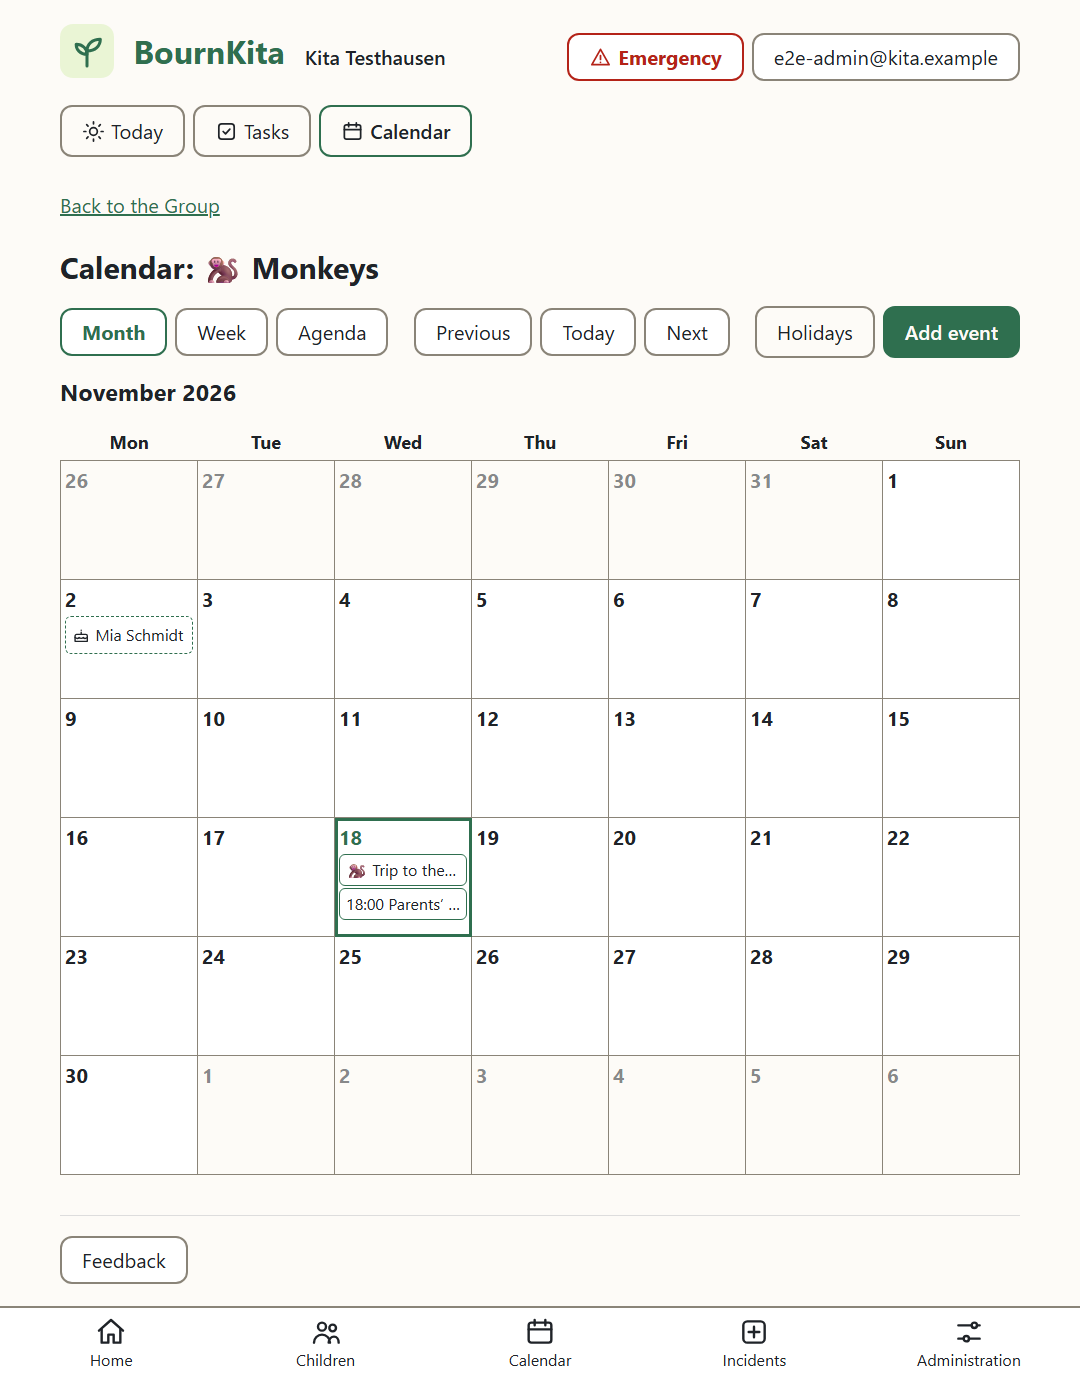 BournKita Kita Testhausen Emergency e2e-admin@kita.example
Today Tasks Calendar
Back to the Group
Calendar: 🐒 Monkeys
Month Week Agenda Previous Today Next Holidays Add event
November 2026
Mon Tue Wed Thu Fri Sat Sun
26 27 28 29 30 31 1
2 3 4 5 6 7 8
Mia Schmidt
9 10 11 12 13 14 15
16 17 18 19 20 21 22
🐒 Trip to the...
18:00 Parents’ ...
23 24 25 26 27 28 29
30 1 2 3 4 5 6
Feedback
Home Children Calendar Incidents Administration